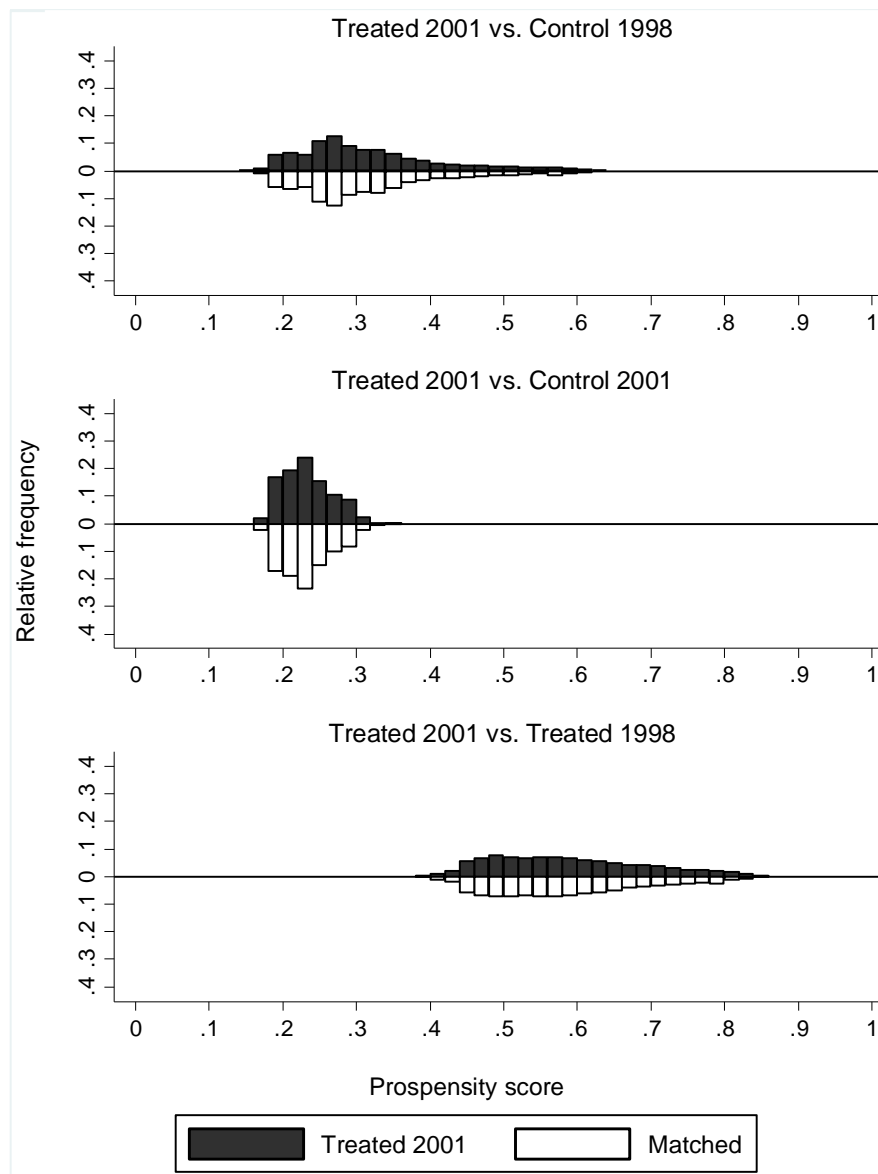 Treated 2001 vs. Control 1998
.4 .3 .2 .1 0 .1 .2 .3 .4
0 .1 .2 .3 .4 .5 .6 .7 .8 .9 1
Treated 2001 vs. Control 2001
Relative frequency
.4 .3 .2 .1 0 .1 .2 .3 .4
0 .1 .2 .3 .4 .5 .6 .7 .8 .9 1
Treated 2001 vs. Treated 1998
.4 .3 .2 .1 0 .1 .2 .3 .4
0 .1 .2 .3 .4 .5 .6 .7 .8 .9 1
Prospensity score
Treated 2001 Matched